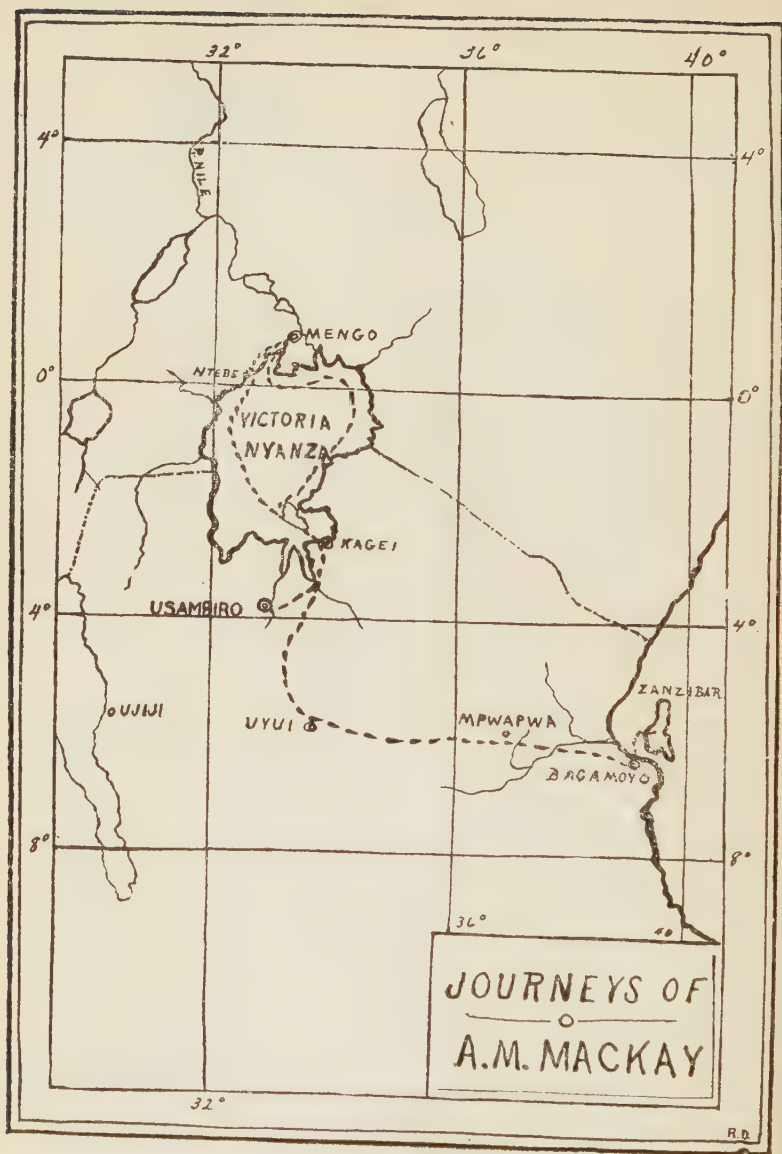 32° 36° 40°
4° 4°
R. NILE
MENGO
NTEBE
0° 0°
VICTORIA
NYANZA
KAGEI
USAMBIRO
4° 4°
ZANZIBAR
UJIJI
UYUI
MPWAPWA
BAGAMOYO
8° 8°
36° 40
JOURNEYS OF
A.M. MACKAY
32°
R.D.